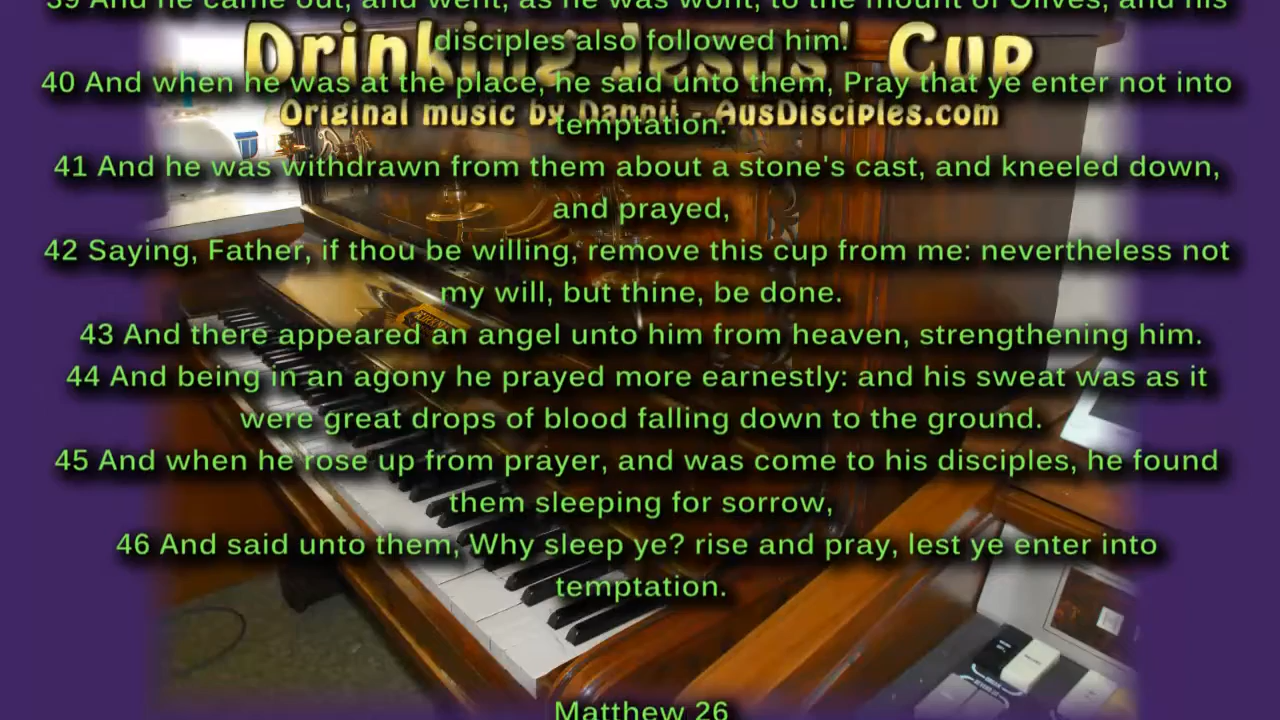 39 And he came out, and went, as he was wont, to the mount of Olives; and his
Drinking Jesus' Cup
disciples also followed him.
40 And when he was at the place, he said unto them, Pray that ye enter not into
Original music by Dannii - AusDisciples.com
temptation.
41 And he was withdrawn from them about a stone's cast, and kneeled down,
and prayed,
42 Saying, Father, if thou be willing, remove this cup from me: nevertheless not
my will, but thine, be done.
43 And there appeared an angel unto him from heaven, strengthening him.
44 And being in an agony he prayed more earnestly: and his sweat was as it
were great drops of blood falling down to the ground.
45 And when he rose up from prayer, and was come to his disciples, he found
them sleeping for sorrow,
46 And said unto them, Why sleep ye? rise and pray, lest ye enter into
temptation.
Matthew 26